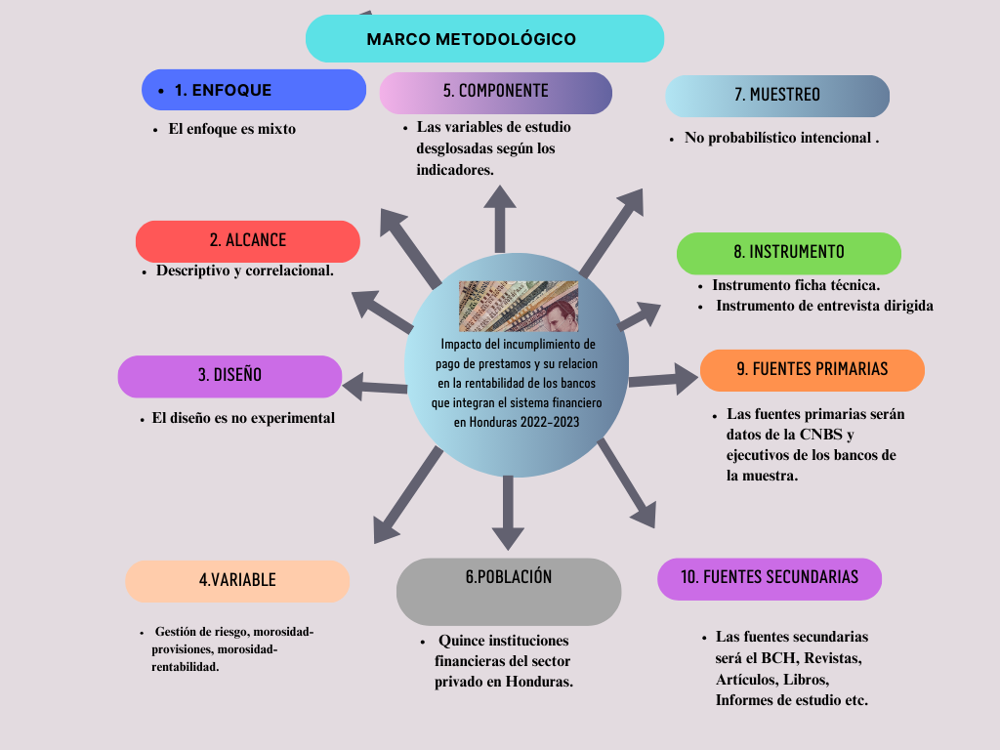 MARCO METODOLÓGICO
• 1. ENFOQUE
• El enfoque es mixto
2. ALCANCE
• Descriptivo y correlacional.
3. DISEÑO
• El diseño es no experimental
4.VARIABLE
• Gestión de riesgo, morosidad-
provisiones, morosidad-
rentabilidad.
5. COMPONENTE
• Las variables de estudio
desglosadas según los
indicadores.
Impacto del incumplimiento de
pago de prestamos y su relacion
en la rentabilidad de los bancos
que integran el sistema financiero
en Honduras 2022-2023
6.POBLACIÓN
• Quince instituciones
financieras del sector
privado en Honduras.
7. MUESTREO
• No probabilístico intencional .
8. INSTRUMENTO
• Instrumento ficha técnica.
• Instrumento de entrevista dirigida
9. FUENTES PRIMARIAS
• Las fuentes primarias serán
datos de la CNBS y
ejecutivos de los bancos de
la muestra.
10. FUENTES SECUNDARIAS
• Las fuentes secundarias
será el BCH, Revistas,
Artículos, Libros,
Informes de estudio etc.